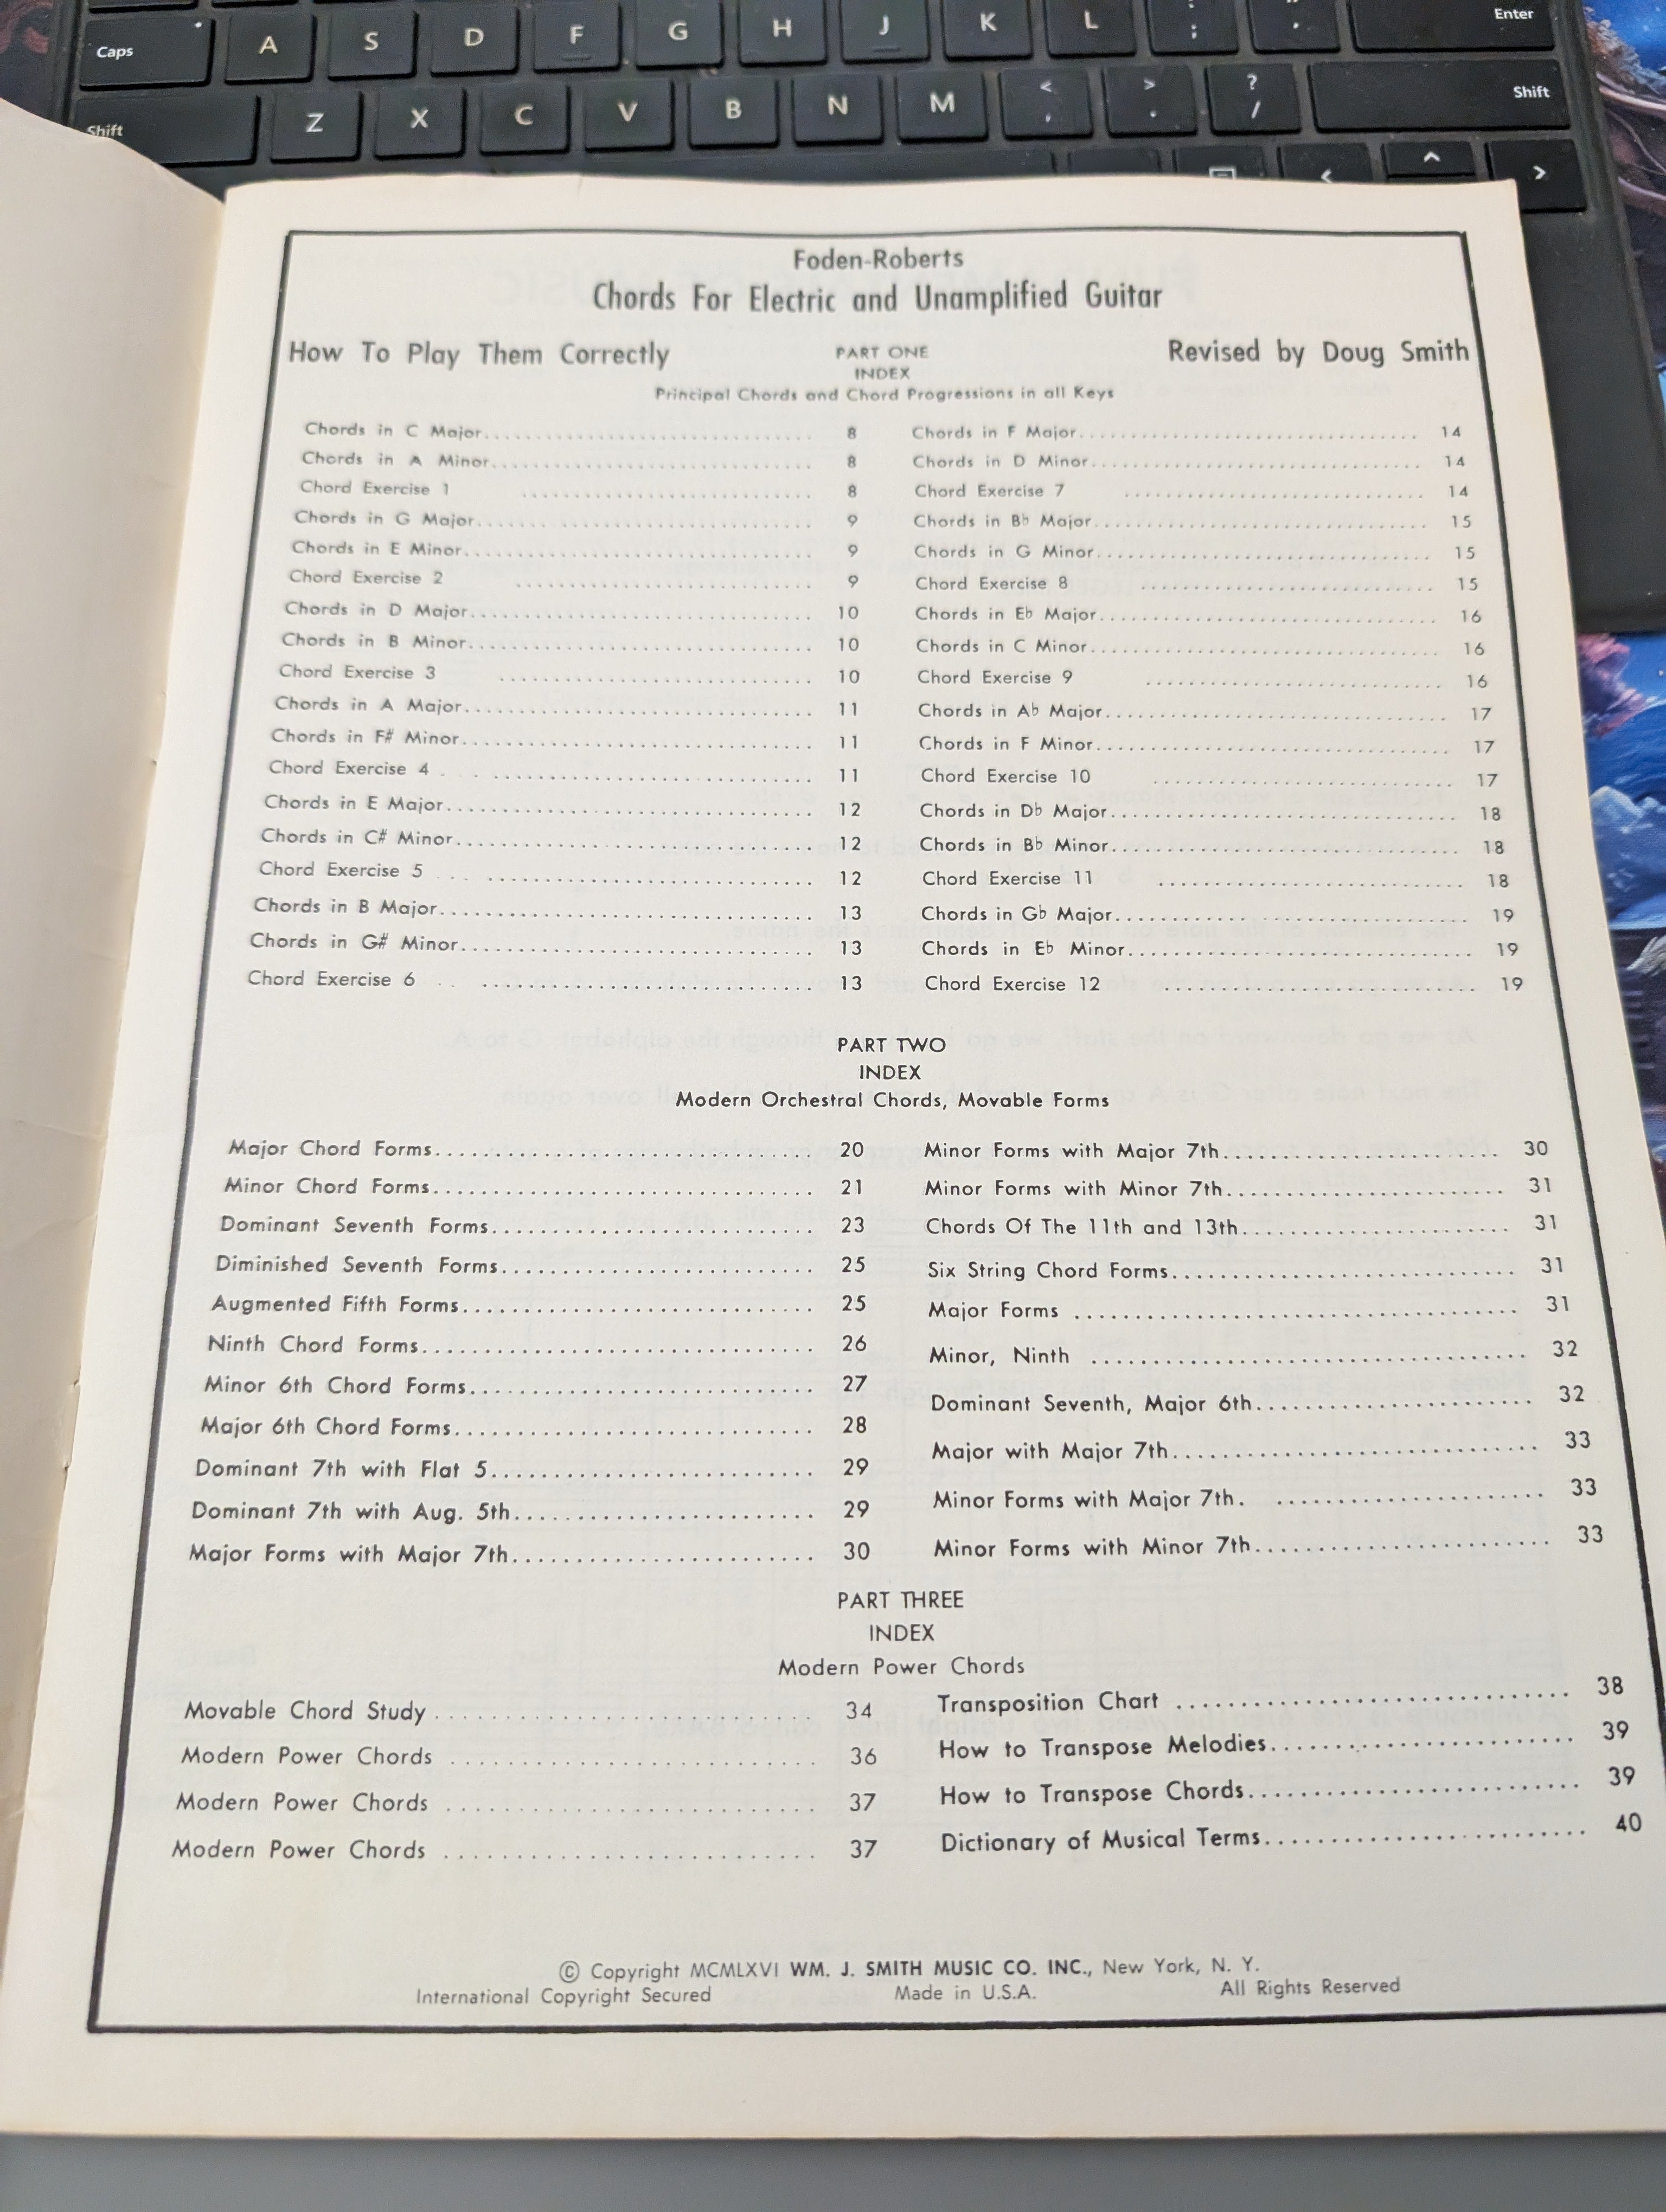 Caps A S D F G H J K L ; ' Enter
Shift Z X C V B N M < , > . ? / Shift
Foden-Roberts
Chords For Electric and Unamplified Guitar
How To Play Them Correctly PART ONE Revised by Doug Smith
INDEX
Principal Chords and Chord Progressions in all Keys
Chords in C Major 8
Chords in A Minor 8
Chord Exercise 1 8
Chords in G Major 9
Chords in E Minor 9
Chord Exercise 2 9
Chords in D Major 10
Chords in B Minor 10
Chord Exercise 3 10
Chords in A Major 11
Chords in F# Minor 11
Chord Exercise 4 11
Chords in E Major 12
Chords in C# Minor 12
Chord Exercise 5 12
Chords in B Major 13
Chords in G# Minor 13
Chord Exercise 6 13
Chords in F Major 14
Chords in D Minor 14
Chord Exercise 7 14
Chords in B♭ Major 15
Chords in G Minor 15
Chord Exercise 8 15
Chords in E♭ Major 16
Chords in C Minor 16
Chord Exercise 9 16
Chords in A♭ Major 17
Chords in F Minor 17
Chord Exercise 10 17
Chords in D♭ Major 18
Chords in B♭ Minor 18
Chord Exercise 11 18
Chords in G♭ Major 19
Chords in E♭ Minor 19
Chord Exercise 12 19
PART TWO
INDEX
Modern Orchestral Chords, Movable Forms
Major Chord Forms 20
Minor Chord Forms 21
Dominant Seventh Forms 23
Diminished Seventh Forms 25
Augmented Fifth Forms 25
Ninth Chord Forms 26
Minor 6th Chord Forms 27
Major 6th Chord Forms 28
Dominant 7th with Flat 5 29
Dominant 7th with Aug. 5th 29
Major Forms with Major 7th 30
Minor Forms with Major 7th 30
Minor Forms with Minor 7th 31
Chords Of The 11th and 13th 31
Six String Chord Forms 31
Major Forms 31
Minor, Ninth 32
Dominant Seventh, Major 6th 32
Major with Major 7th 33
Minor Forms with Major 7th. 33
Minor Forms with Minor 7th 33
PART THREE
INDEX
Modern Power Chords
Movable Chord Study 34
Modern Power Chords 36
Modern Power Chords 37
Modern Power Chords 37
Transposition Chart 38
How to Transpose Melodies 39
How to Transpose Chords 39
Dictionary of Musical Terms 40
© Copyright MCMLXVI WM. J. SMITH MUSIC CO. INC., New York, N. Y.
International Copyright Secured Made in U.S.A. All Rights Reserved